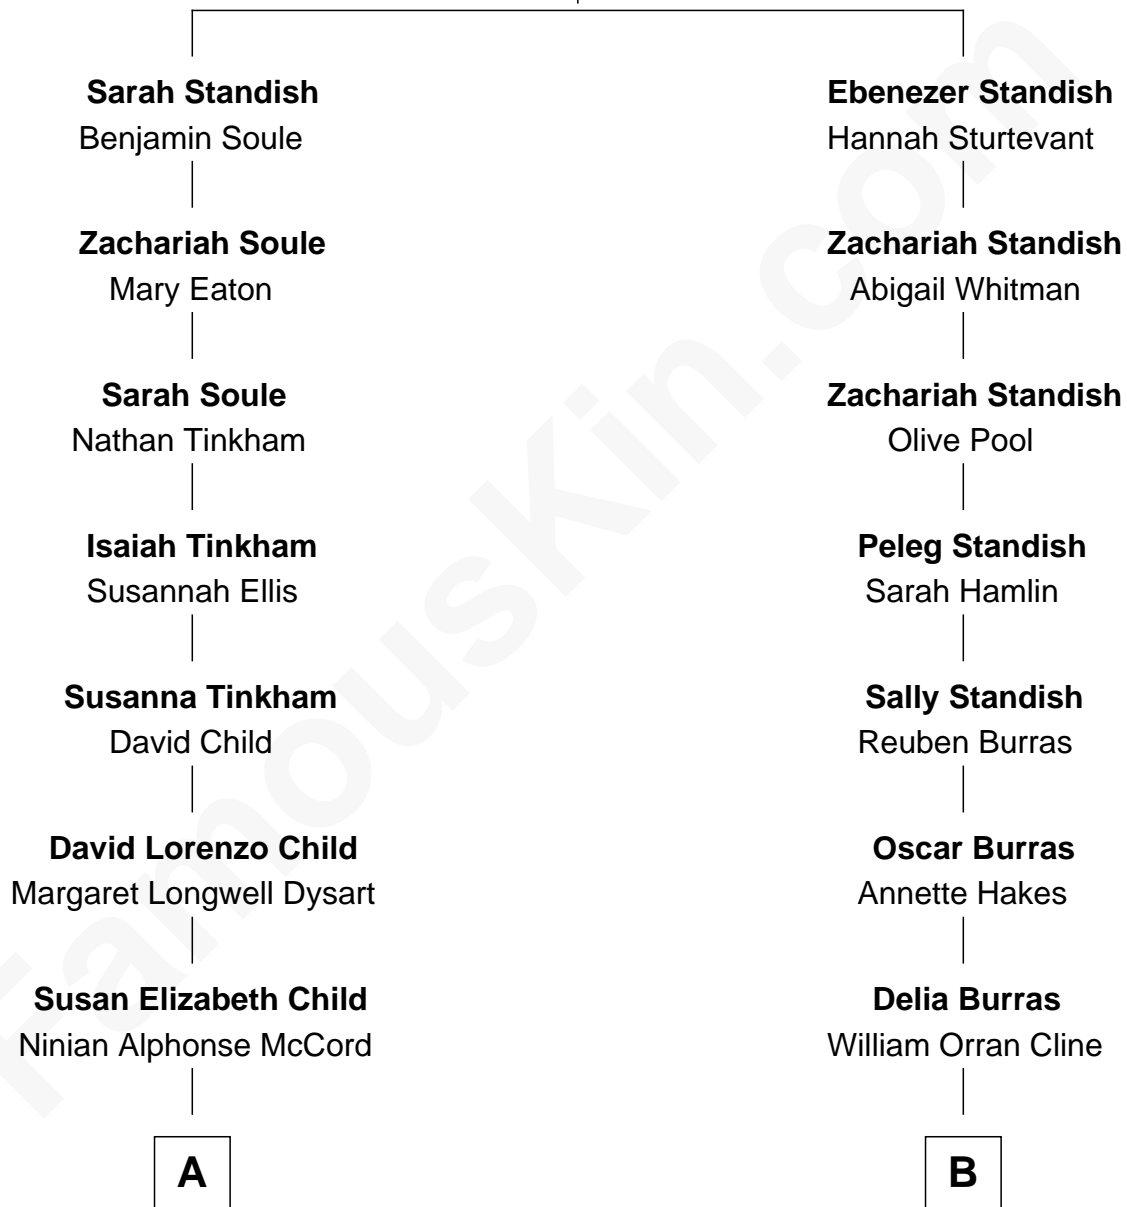 Sarah Standish
Benjamin Soule
Zachariah Soule
Mary Eaton
Sarah Soule
Nathan Tinkham
Isaiah Tinkham
Susannah Ellis
Susanna Tinkham
David Child
David Lorenzo Child
Margaret Longwell Dysart
Susan Elizabeth Child
Ninian Alphonse McCord
A
Ebenezer Standish
Hannah Sturtevant
Zachariah Standish
Abigail Whitman
Zachariah Standish
Olive Pool
Peleg Standish
Sarah Hamlin
Sally Standish
Reuben Burras
Oscar Burras
Annette Hakes
Delia Burras
William Orran Cline
B
FamousKin.com